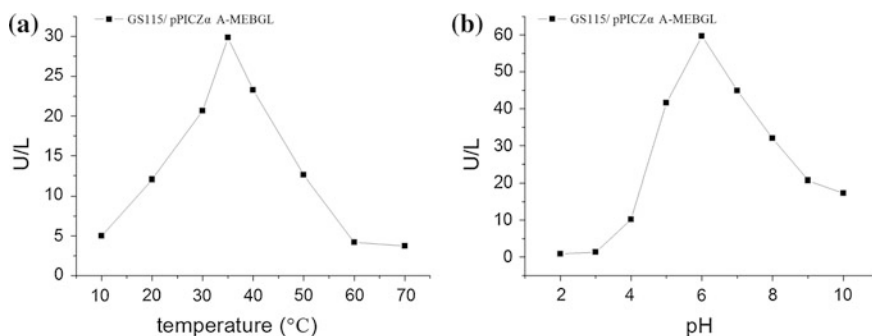 (a)
GS115/ pPICZα A-MEBGL
30
25
20
15
10
5
0
U/L
10 20 30 40 50 60 70
temperature (°C)
(b)
GS115/ pPICZα A-MEBGL
60
50
40
30
20
10
0
U/L
2 4 6 8 10
pH